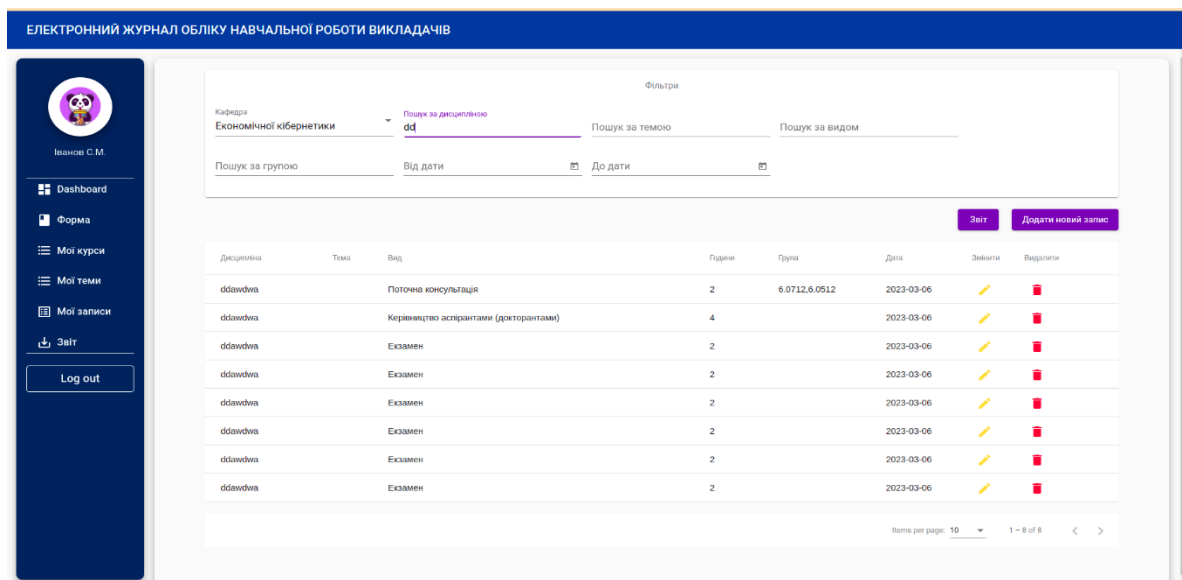 ЕЛЕКТРОННИЙ ЖУРНАЛ ОБЛІКУ НАВЧАЛЬНОЇ РОБОТИ ВИКЛАДАЧІВ
Іванов С.М.
Dashboard
Форма
Мої курси
Мої теми
Мої записи
Звіт
Log out
Фільтри
Кафедра
Економічної кібернетики
Пошук за дисципліною
dd
Пошук за темою
Пошук за видом
Пошук за групою
Від дати
До дати
Звіт
Додати новий запис
Дисципліна Тема Вид Години Група Дата Змінити Видалити
ddawdwa Поточна консультація 2 6.0712,6.0512 2023-03-06
ddawdwa Керівництво аспірантами (докторантами) 4 2023-03-06
ddawdwa Екзамен 2 2023-03-06
ddawdwa Екзамен 2 2023-03-06
ddawdwa Екзамен 2 2023-03-06
ddawdwa Екзамен 2 2023-03-06
ddawdwa Екзамен 2 2023-03-06
ddawdwa Екзамен 2 2023-03-06
Items per page: 10 1 – 8 of 8